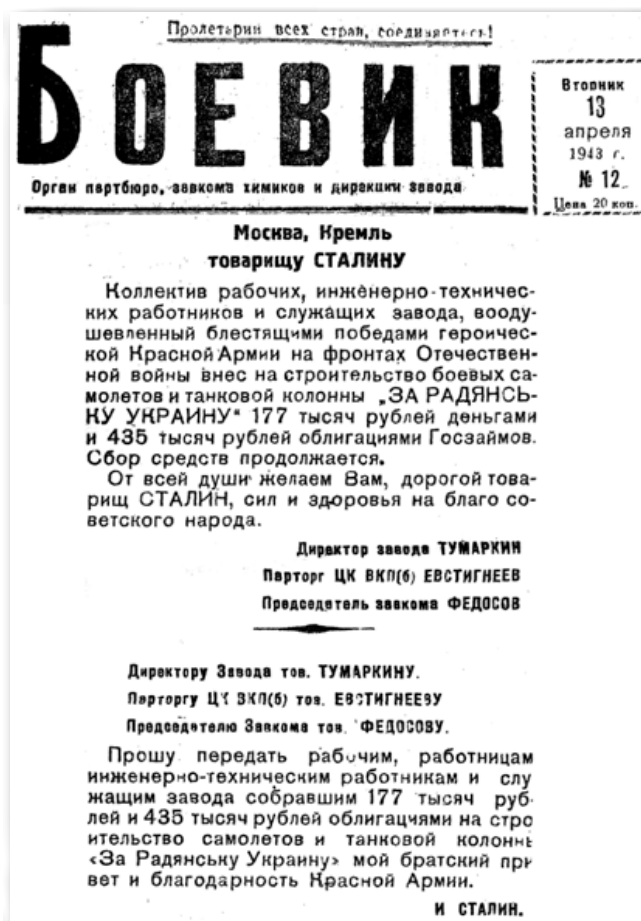 Пролетарии всех стран, соединяйтесь!
БОЕВИК
Орган партбюро, завкома химиков и дирекции завода
Вторник
13
апреля
1943 г.
№ 12
Цена 20 коп.
Москва, Кремль
товарищу СТАЛИНУ
Коллектив рабочих, инженерно-техничес-
ких работников и служащих завода, вооду-
шевленный блестящими победами героичес-
кой Красной Армии на фронтах Отечествен-
ной войны внес на строительство боевых са-
молетов и танковой колонны „ЗА РАДЯНСЬ-
КУ УКРАИНУ“ 177 тысяч рублей деньгами
и 435 тысяч рублей облигациями Госзаймов.
Сбор средств продолжается.
От всей души желаем Вам, дорогой това-
рищ СТАЛИН, сил и здоровья на благо со-
ветского народа.
Директор завода ТУМАРКИН
Парторг ЦК ВКП(б) ЕВСТИГНЕЕВ
Председатель завкома ФЕДОСОВ
Директору Завода тов. ТУМАРКИНУ.
Парторгу ЦК ВКП(б) тов. ЕВСТИГНЕЕВУ
Председателю Завкома тов. ФЕДОСОВУ.
Прошу передать рабочим, работницам
инженерно-техническим работникам и слу
жащим завода собравшим 177 тысяч руб-
лей и 435 тысяч рублей облигациями на стро
ительство самолетов и танковой колонны
«За Радянську Украину» мой братский при
вет и благодарность Красной Армии.
И СТАЛИН.